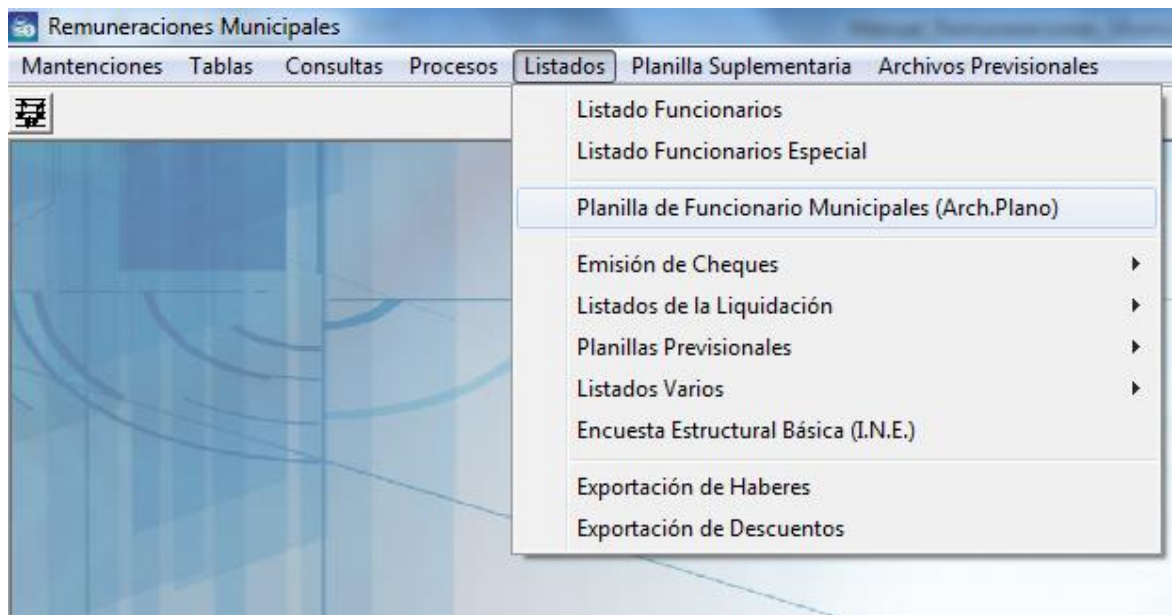 Remuneraciones Municipales
Mantenciones Tablas Consultas Procesos Listados Planilla Suplementaria Archivos Previsionales
Listado Funcionarios
Listado Funcionarios Especial
Planilla de Funcionario Municipales (Arch.Plano)
Emisión de Cheques
Listados de la Liquidación
Planillas Previsionales
Listados Varios
Encuesta Estructural Básica (I.N.E.)
Exportación de Haberes
Exportación de Descuentos